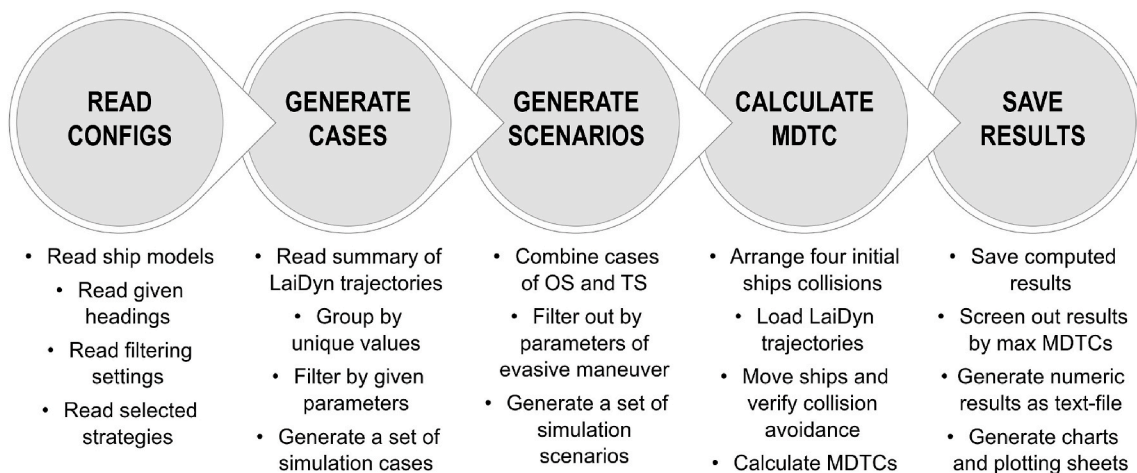 READ
CONFIGS
GENERATE
CASES
GENERATE
SCENARIOS
CALCULATE
MDTC
SAVE
RESULTS
• Read ship models
• Read given
headings
• Read filtering
settings
• Read selected
strategies
• Read summary of
LaiDyn trajectories
• Group by
unique values
• Filter by given
parameters
• Generate a set of
simulation cases
• Combine cases
of OS and TS
• Filter out by
parameters of
evasive maneuver
• Generate a set of
simulation
scenarios
• Arrange four initial
ships collisions
• Load LaiDyn
trajectories
• Move ships and
verify collision
avoidance
• Calculate MDTCs
• Save computed
results
• Screen out results
by max MDTCs
• Generate numeric
results as text-file
• Generate charts
and plotting sheets